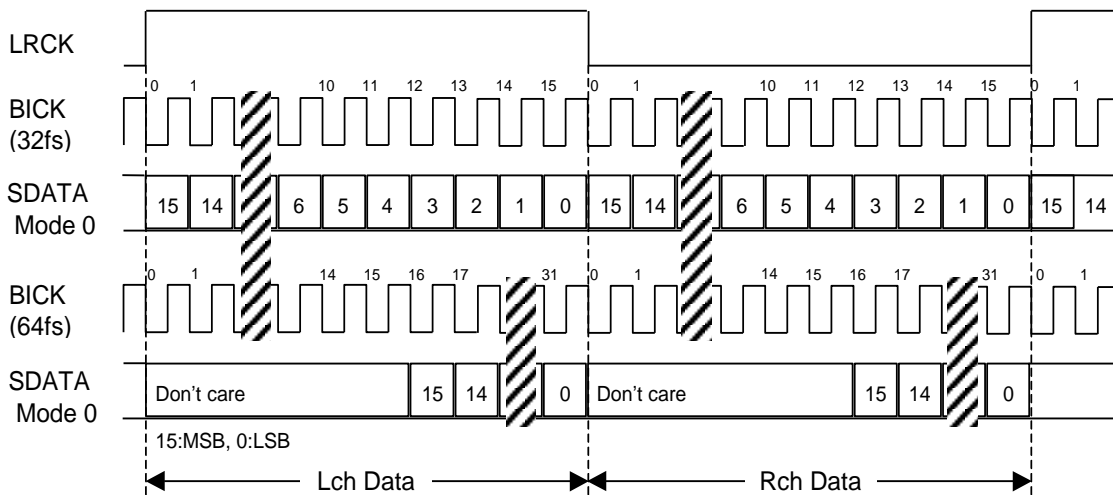 LRCK
0 1 10 11 12 13 14 15 0 1 10 11 12 13 14 15 0 1
BICK
(32fs)
SDATA
Mode 0
15 14 6 5 4 3 2 1 0 15 14 6 5 4 3 2 1 0 15 14
0 1 14 15 16 17 31 0 1 14 15 16 17 31 0 1
BICK
(64fs)
SDATA
Mode 0
Don't care 15 14 0 Don't care 15 14 0
15:MSB, 0:LSB
Lch Data Rch Data